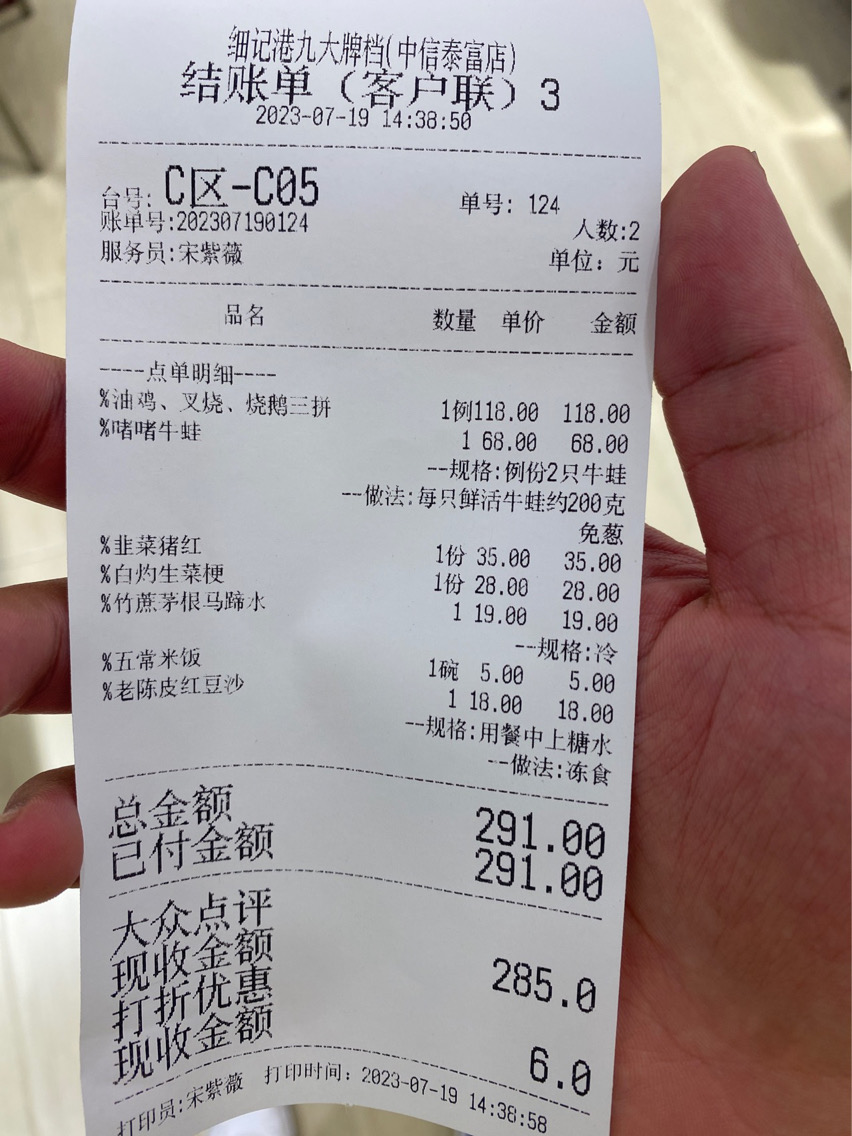 细记港九大牌档(中信泰富店)
结账单（客户联）3
2023-07-19 14:38:50
台号: C区-C05 单号: 124
账单号:202307190124 人数:2
服务员:宋紫薇 单位: 元
品名 数量 单价 金额
----点单明细----
%油鸡、叉烧、烧鹅三拼 1例118.00 118.00
%啫啫牛蛙 1 68.00 68.00
--规格:例份2只牛蛙
--做法:每只鲜活牛蛙约200克
免葱
%韭菜猪红 1份 35.00 35.00
%白灼生菜梗 1份 28.00 28.00
%竹蔗茅根马蹄水 1 19.00 19.00
--规格:冷
%五常米饭 1碗 5.00 5.00
%老陈皮红豆沙 1 18.00 18.00
--规格:用餐中上糖水
--做法:冻食
总金额 291.00
已付金额 291.00
大众点评
现收金额 285.0
打折优惠
现收金额 6.0
打印员:宋紫薇 打印时间: 2023-07-19 14:38:58